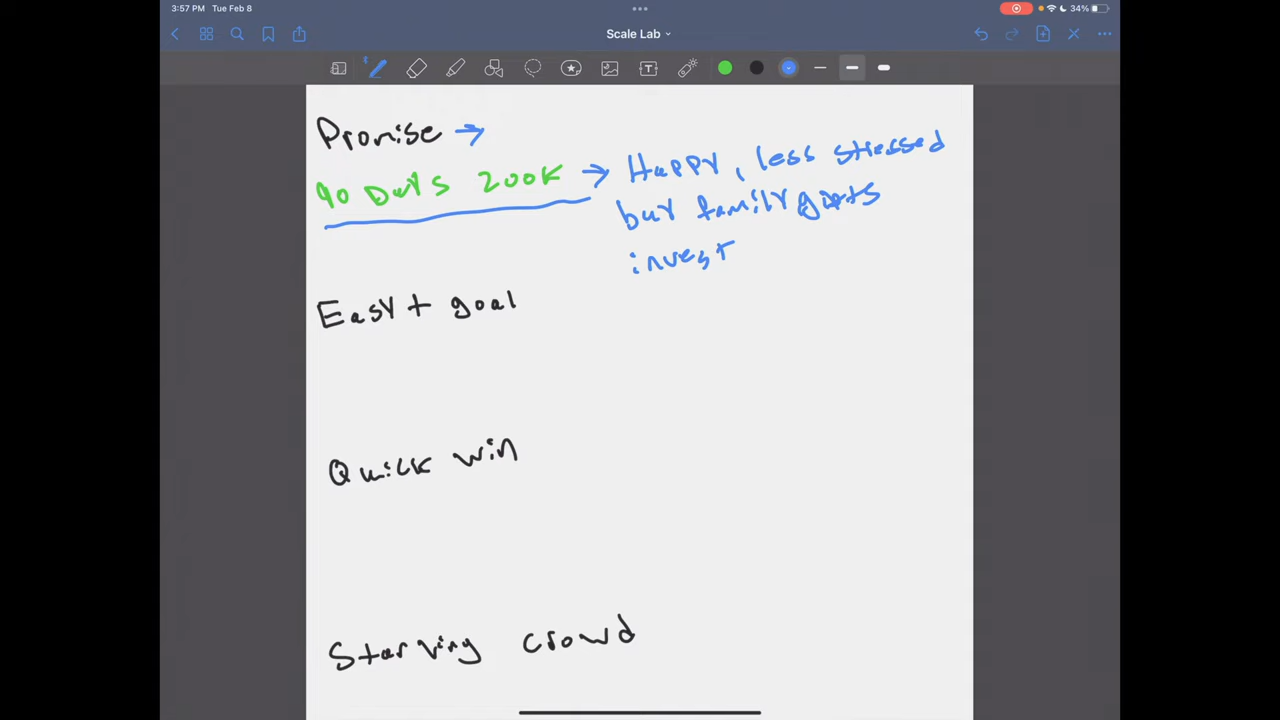 3:57 PM Tue Feb 8
34%
Scale Lab
Promise →
90 Days 200K → Happy, less stressed
buy family gifts
invest
Easy + goal
Quick win
Starving crowd